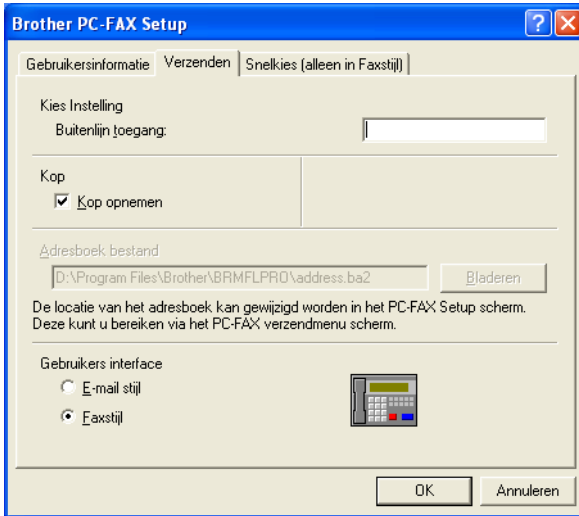 Brother PC-FAX Setup
Gebruikersinformatie Verzenden Snelkies (alleen in Faxstijl)
Kies Instelling
Buitenlijn toegang:
Kop
Kop opnemen
Adresboek bestand
D:\Program Files\Brother\BRMFLPRO\address.ba2 Bladeren
De locatie van het adresboek kan gewijzigd worden in het PC-FAX Setup scherm.
Deze kunt u bereiken via het PC-FAX verzendmenu scherm.
Gebruikers interface
E-mail stijl
Faxstijl
OK Annuleren